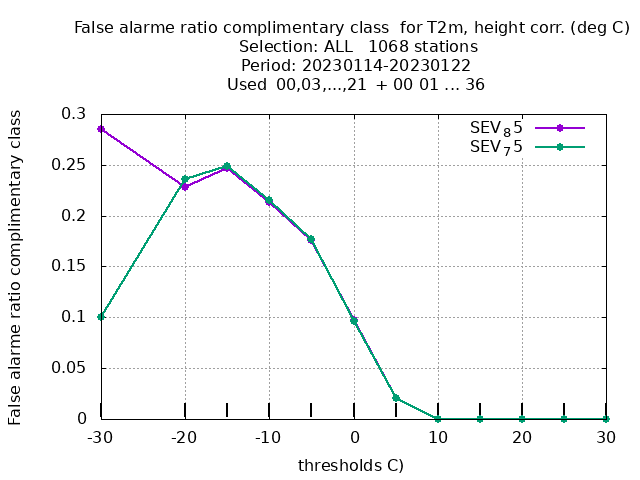 False alarme ratio complimentary class  for T2m, height corr. (deg C)
Selection: ALL   1068 stations
Period: 20230114-20230122
Used  00,03,...,21  + 00 01 ... 36
False alarme ratio complimentary class
0.3
0.25
0.2
0.15
0.1
0.05
0
SEV₈5
SEV₇5
-30 -20 -10 0 10 20 30
thresholds C)